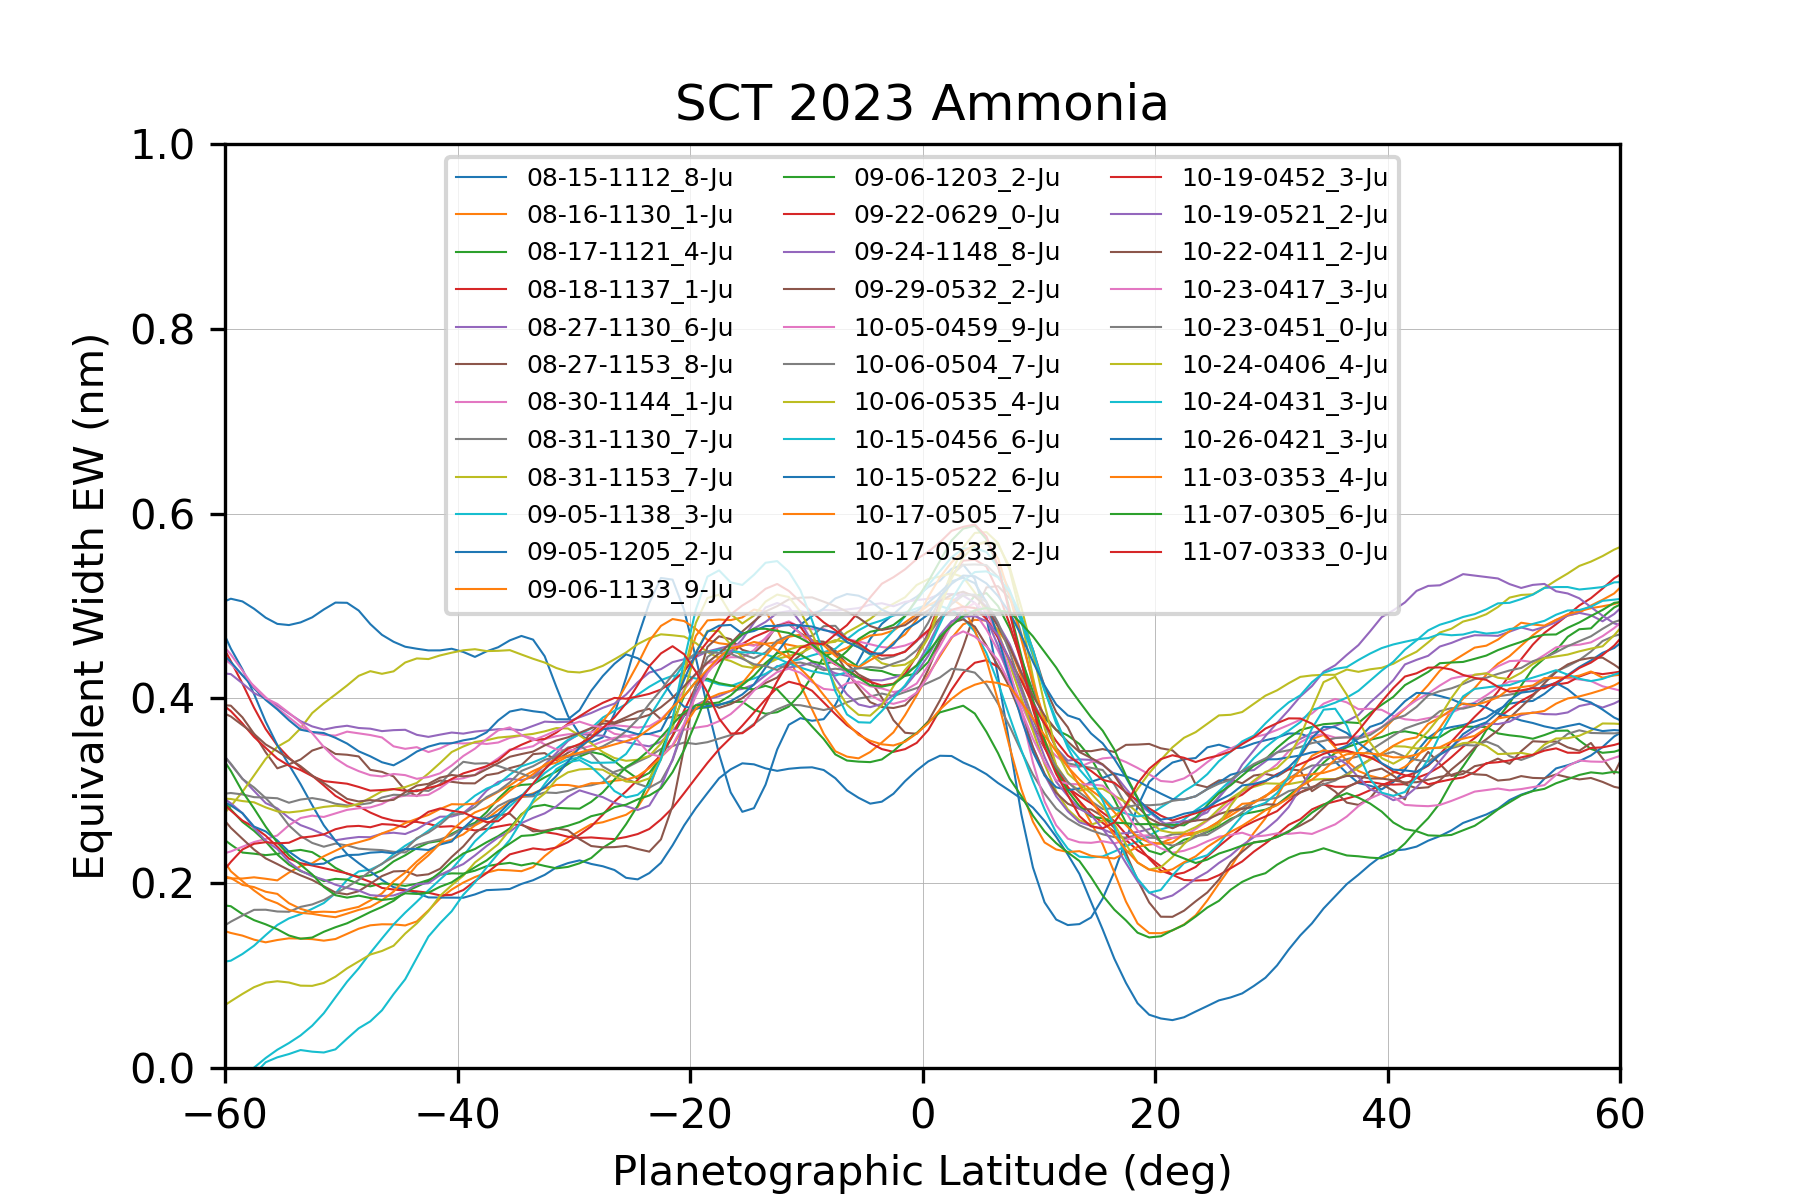 SCT 2023 Ammonia
1.0
0.8
0.6
0.4
0.2
0.0
Equivalent Width EW (nm)
08-15-1112_8-Ju
08-16-1130_1-Ju
08-17-1121_4-Ju
08-18-1137_1-Ju
08-27-1130_6-Ju
08-27-1153_8-Ju
08-30-1144_1-Ju
08-31-1130_7-Ju
08-31-1153_7-Ju
09-05-1138_3-Ju
09-05-1205_2-Ju
09-06-1133_9-Ju
09-06-1203_2-Ju
09-22-0629_0-Ju
09-24-1148_8-Ju
09-29-0532_2-Ju
10-05-0459_9-Ju
10-06-0504_7-Ju
10-06-0535_4-Ju
10-15-0456_6-Ju
10-15-0522_6-Ju
10-17-0505_7-Ju
10-17-0533_2-Ju
10-19-0452_3-Ju
10-19-0521_2-Ju
10-22-0411_2-Ju
10-23-0417_3-Ju
10-23-0451_0-Ju
10-24-0406_4-Ju
10-24-0431_3-Ju
10-26-0421_3-Ju
11-03-0353_4-Ju
11-07-0305_6-Ju
11-07-0333_0-Ju
−60 −40 −20 0 20 40 60
Planetographic Latitude (deg)